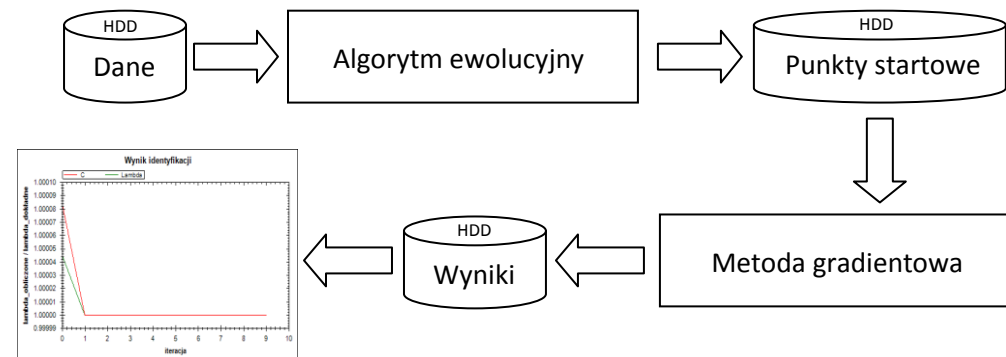 HDD
Dane
Algorytm ewolucyjny
HDD
Punkty startowe
Wynik identyfikacji
C
Lambda
lambda_obliczone / lambda_dokładne
1.00010
1.00009
1.00008
1.00007
1.00006
1.00005
1.00004
1.00003
1.00002
1.00001
1.00000
0.99999
0 1 2 3 4 5 6 7 8 9 10
iteracja
HDD
Wyniki
Metoda gradientowa